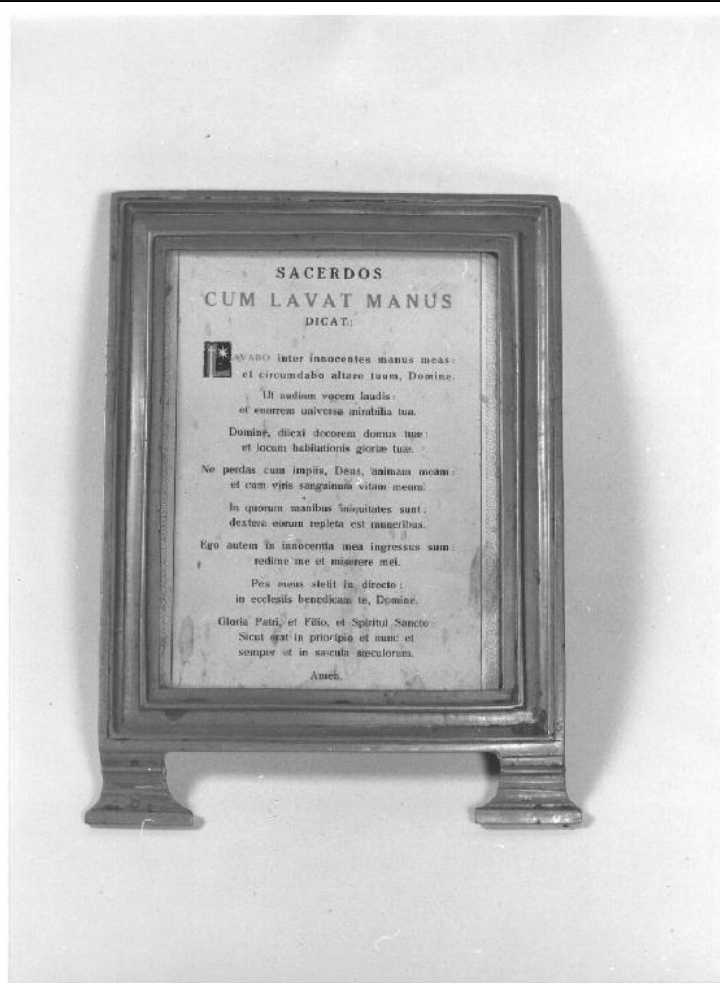 SACERDOS
CUM LAVAT MANUS
DICAT:
LAVABO inter innocentes manus meas:
et circumdabo altare tuum, Domine.
Ut audiam vocem laudis:
et enarrem universa mirabilia tua.
Domine, dilexi decorem domus tuæ:
et locum habitationis gloriæ tuæ.
Ne perdas cum impiis, Deus, animam meam:
et cum viris sanguinum vitam meam.
In quorum manibus iniquitates sunt:
dextera eorum repleta est muneribus.
Ego autem in innocentia mea ingressus sum:
redime me et miserere mei.
Pes meus stetit in directo:
in ecclesiis benedicam te, Domine.
Gloria Patri, et Filio, et Spiritui Sancto:
Sicut erat in principio et nunc et
semper et in sæcula sæculorum.
Amen.